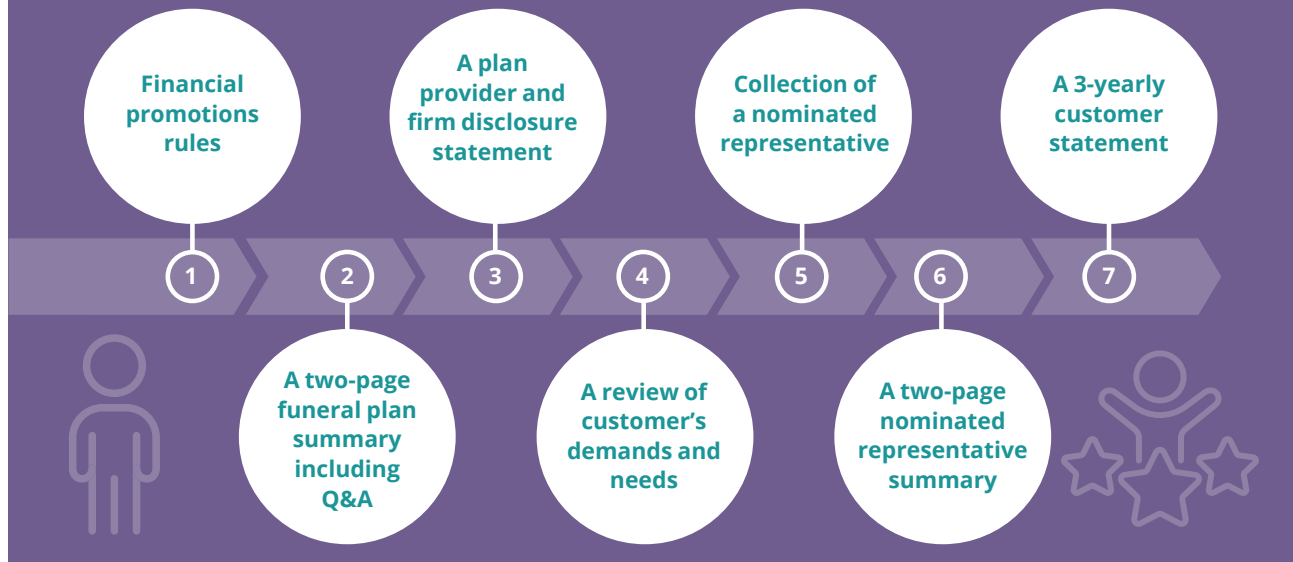 Financial
promotions
rules
1
2
A two-page
funeral plan
summary
including
Q&A
A plan
provider and
firm disclosure
statement
3
4
A review of
customer’s
demands and
needs
Collection of
a nominated
representative
5
6
A two-page
nominated
representative
summary
A 3-yearly
customer
statement
7